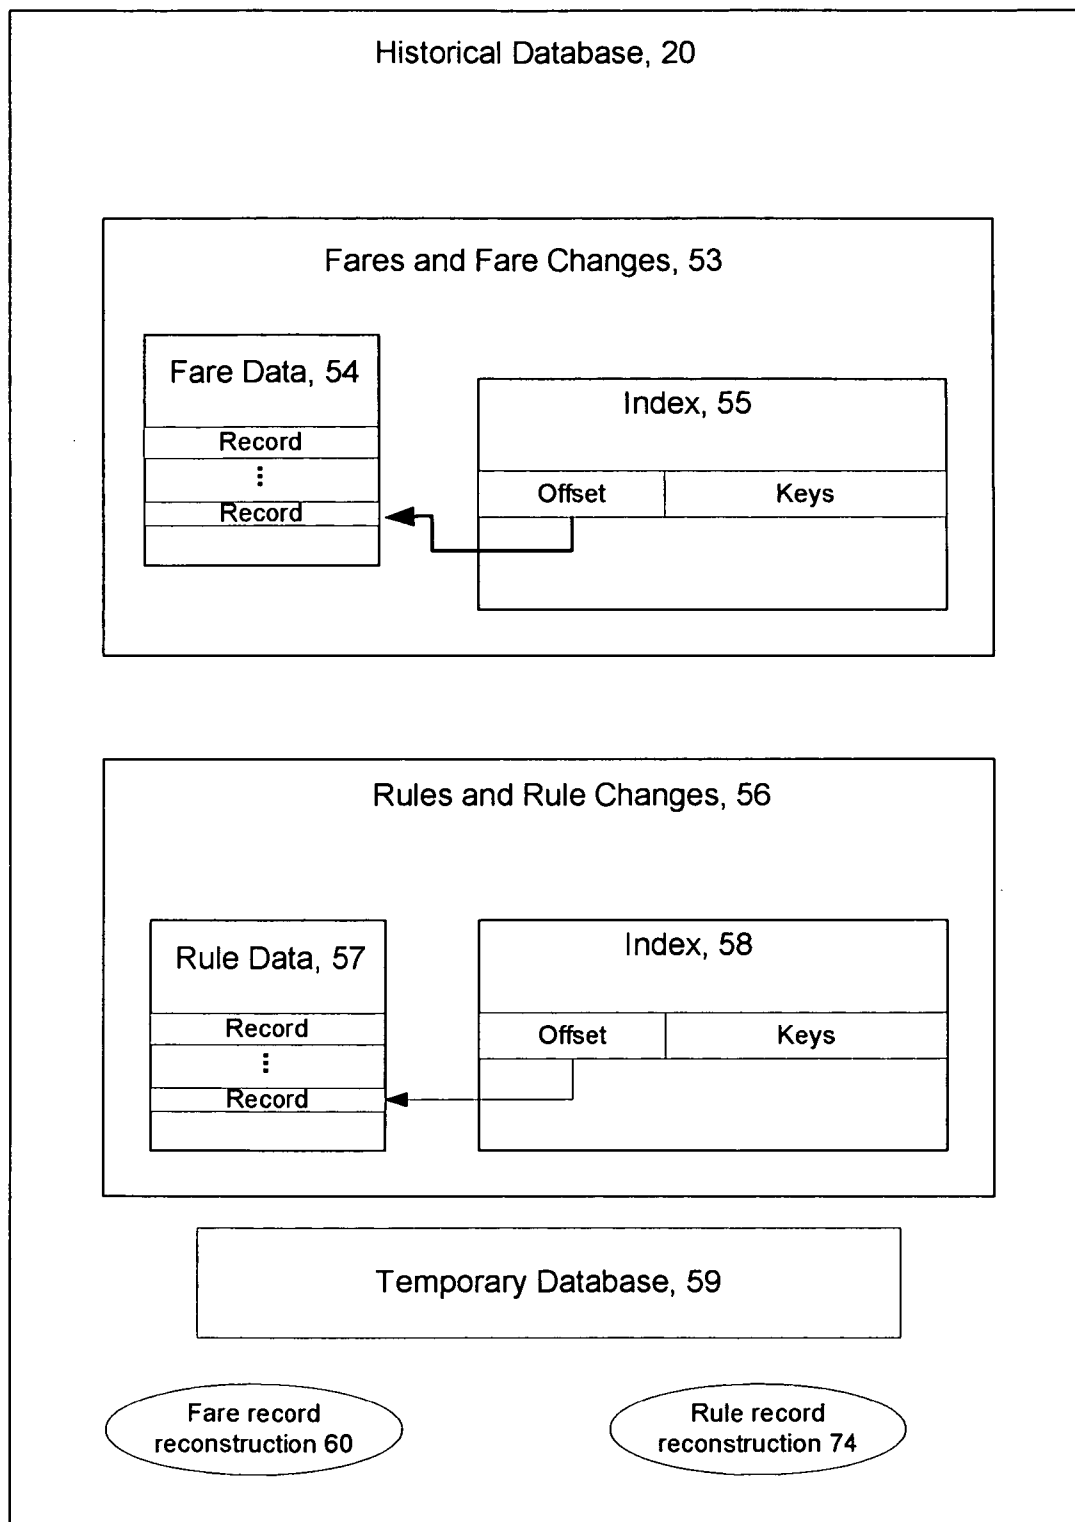 Historical Database, 20
Fares and Fare Changes, 53
Fare Data, 54
Record
⋮
Record
Index, 55
Offset Keys
Rules and Rule Changes, 56
Rule Data, 57
Record
⋮
Record
Index, 58
Offset Keys
Temporary Database, 59
Fare record
reconstruction 60
Rule record
reconstruction 74